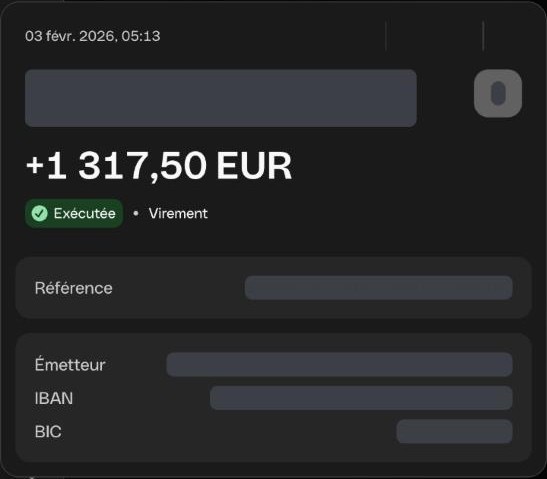 03 févr. 2026, 05:13
+1 317,50 EUR
Exécutée • Virement
Référence
Émetteur
IBAN
BIC